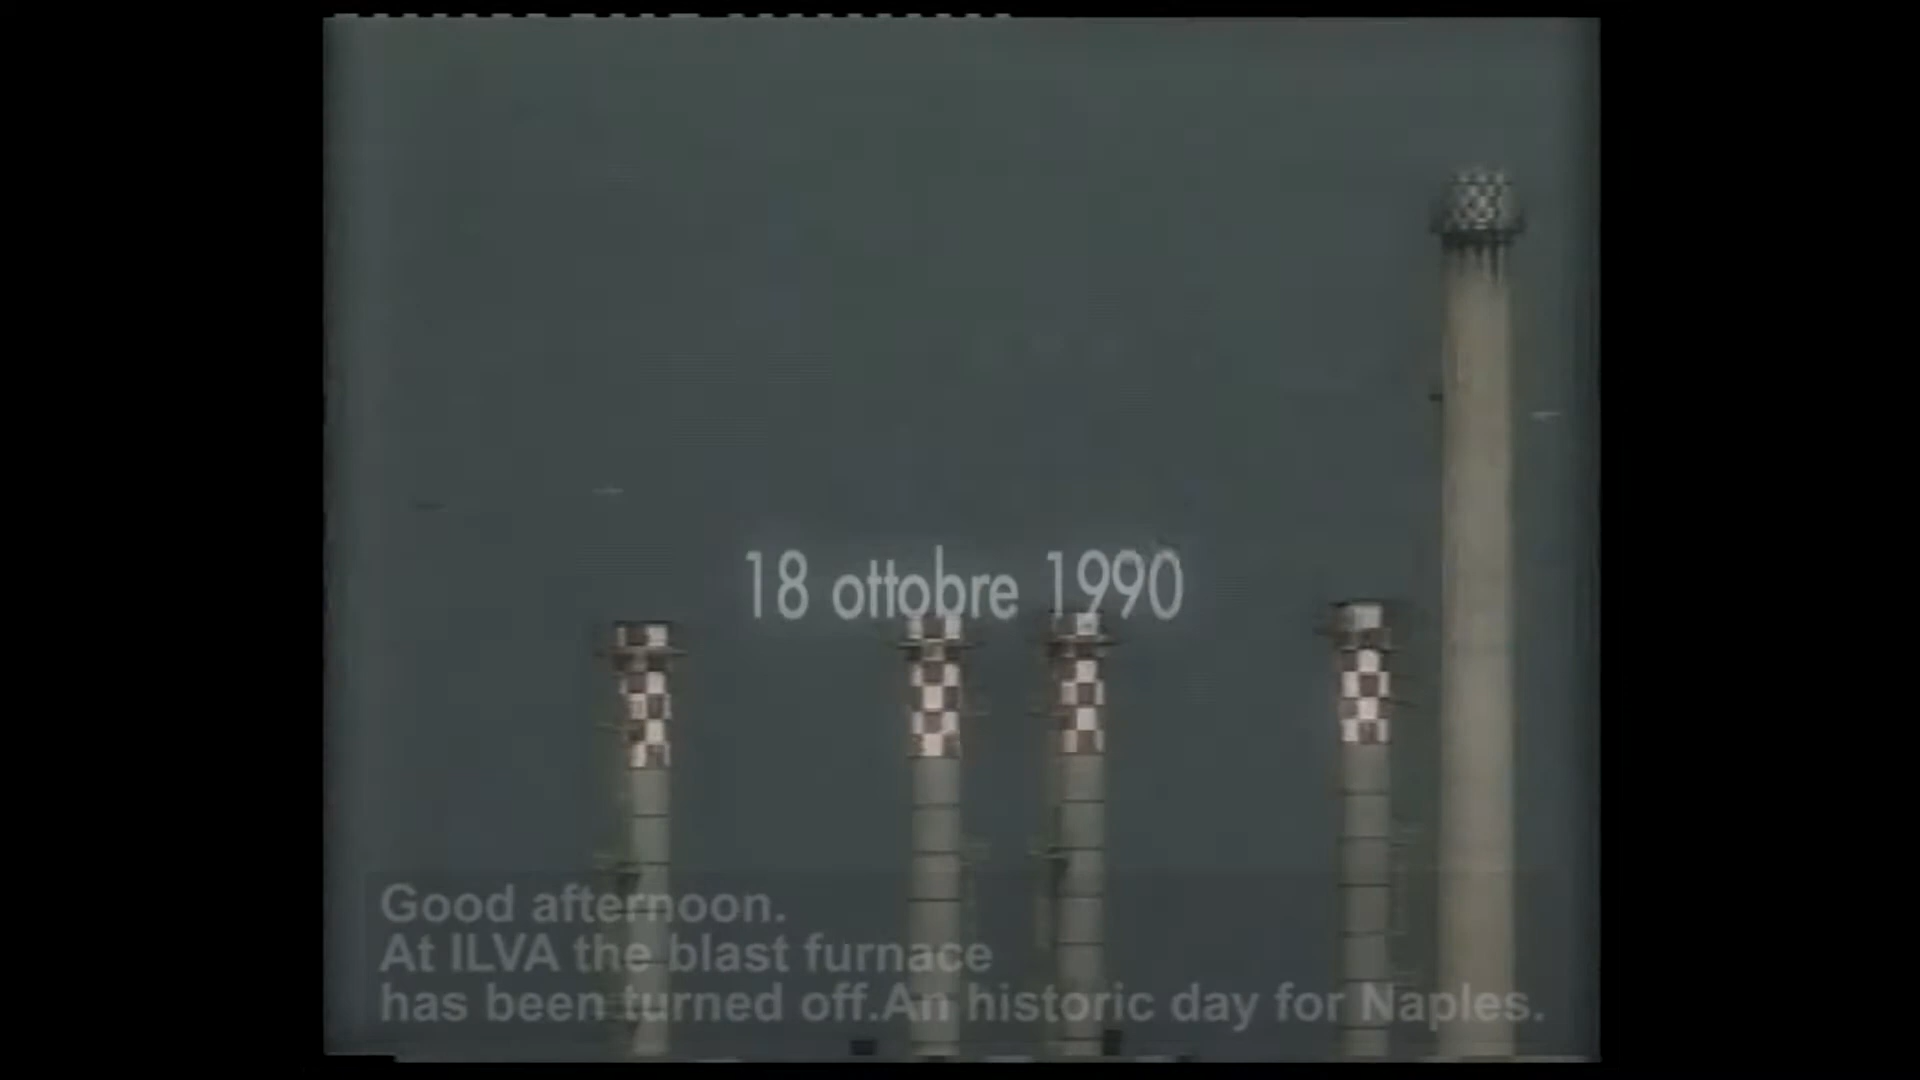 18 ottobre 1990
Good afternoon.
At ILVA the blast furnace
has been turned off.An historic day for Naples.